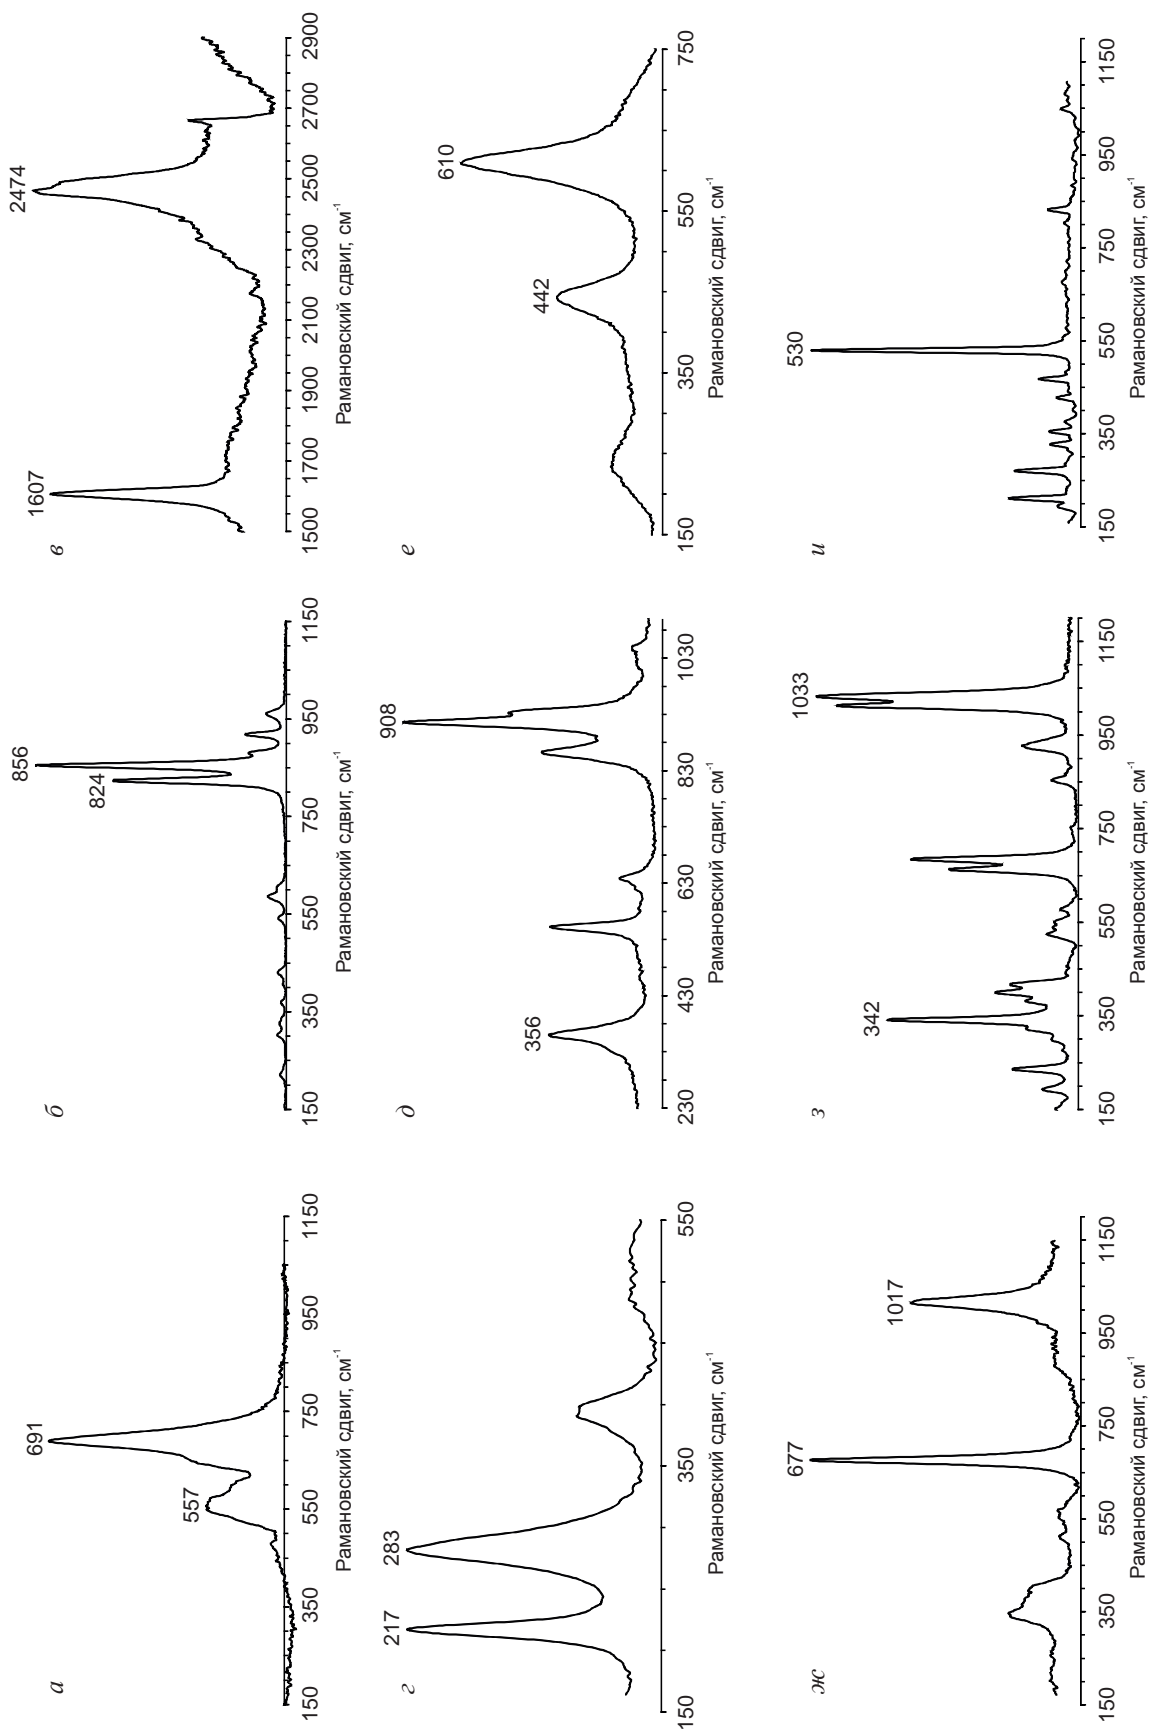 а
691
557
150 350 550 750 950 1150
Рамановский сдвиг, см⁻¹
б
856
824
150 350 550 750 950 1150
Рамановский сдвиг, см⁻¹
в
2474
1607
1500 1700 1900 2100 2300 2500 2700 2900
Рамановский сдвиг, см⁻¹
г
217
283
150 350 550
Рамановский сдвиг, см⁻¹
д
908
356
230 430 630 830 1030
Рамановский сдвиг, см⁻¹
е
610
442
150 350 550 750
Рамановский сдвиг, см⁻¹
ж
677
1017
150 350 550 750 950 1150
Рамановский сдвиг, см⁻¹
з
1033
342
150 350 550 750 950 1150
Рамановский сдвиг, см⁻¹
и
530
150 350 550 750 950 1150
Рамановский сдвиг, см⁻¹